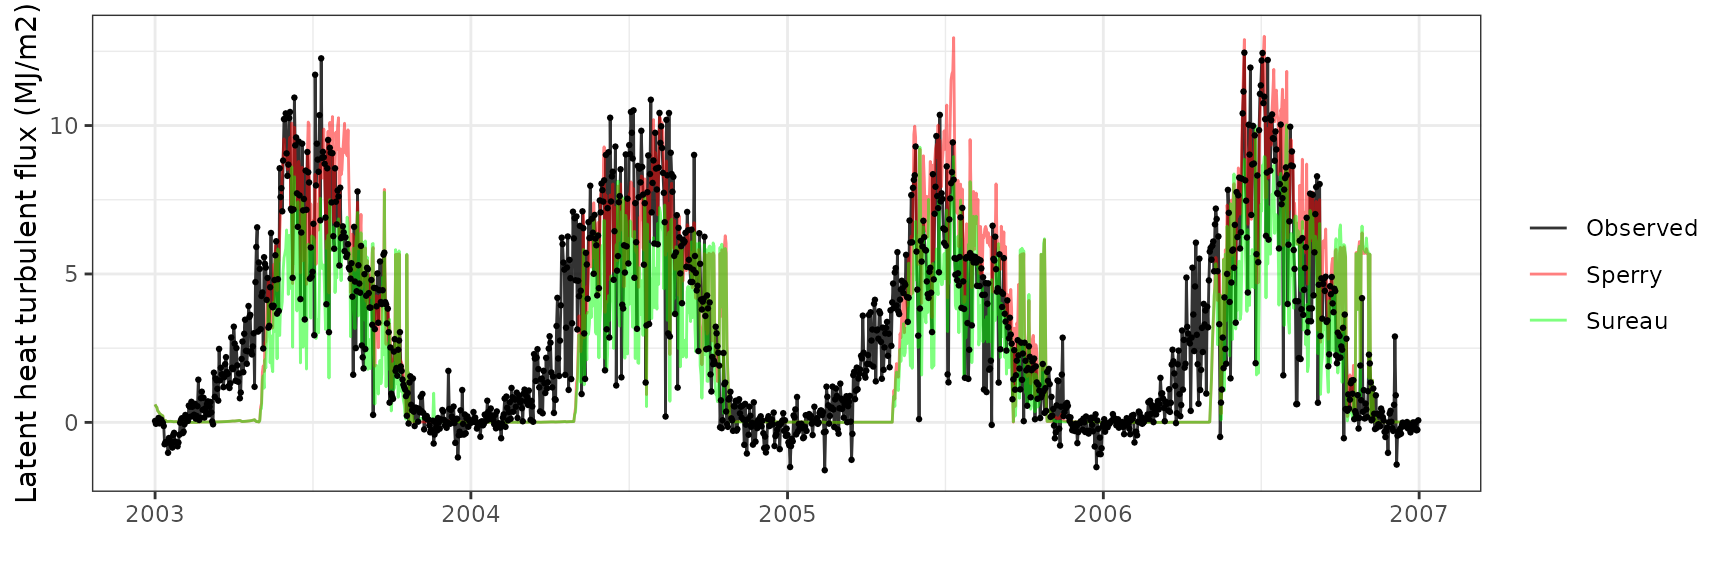 Latent heat turbulent flux (MJ/m2)
10
5
0
2003 2004 2005 2006 2007
Observed
Sperry
Sureau